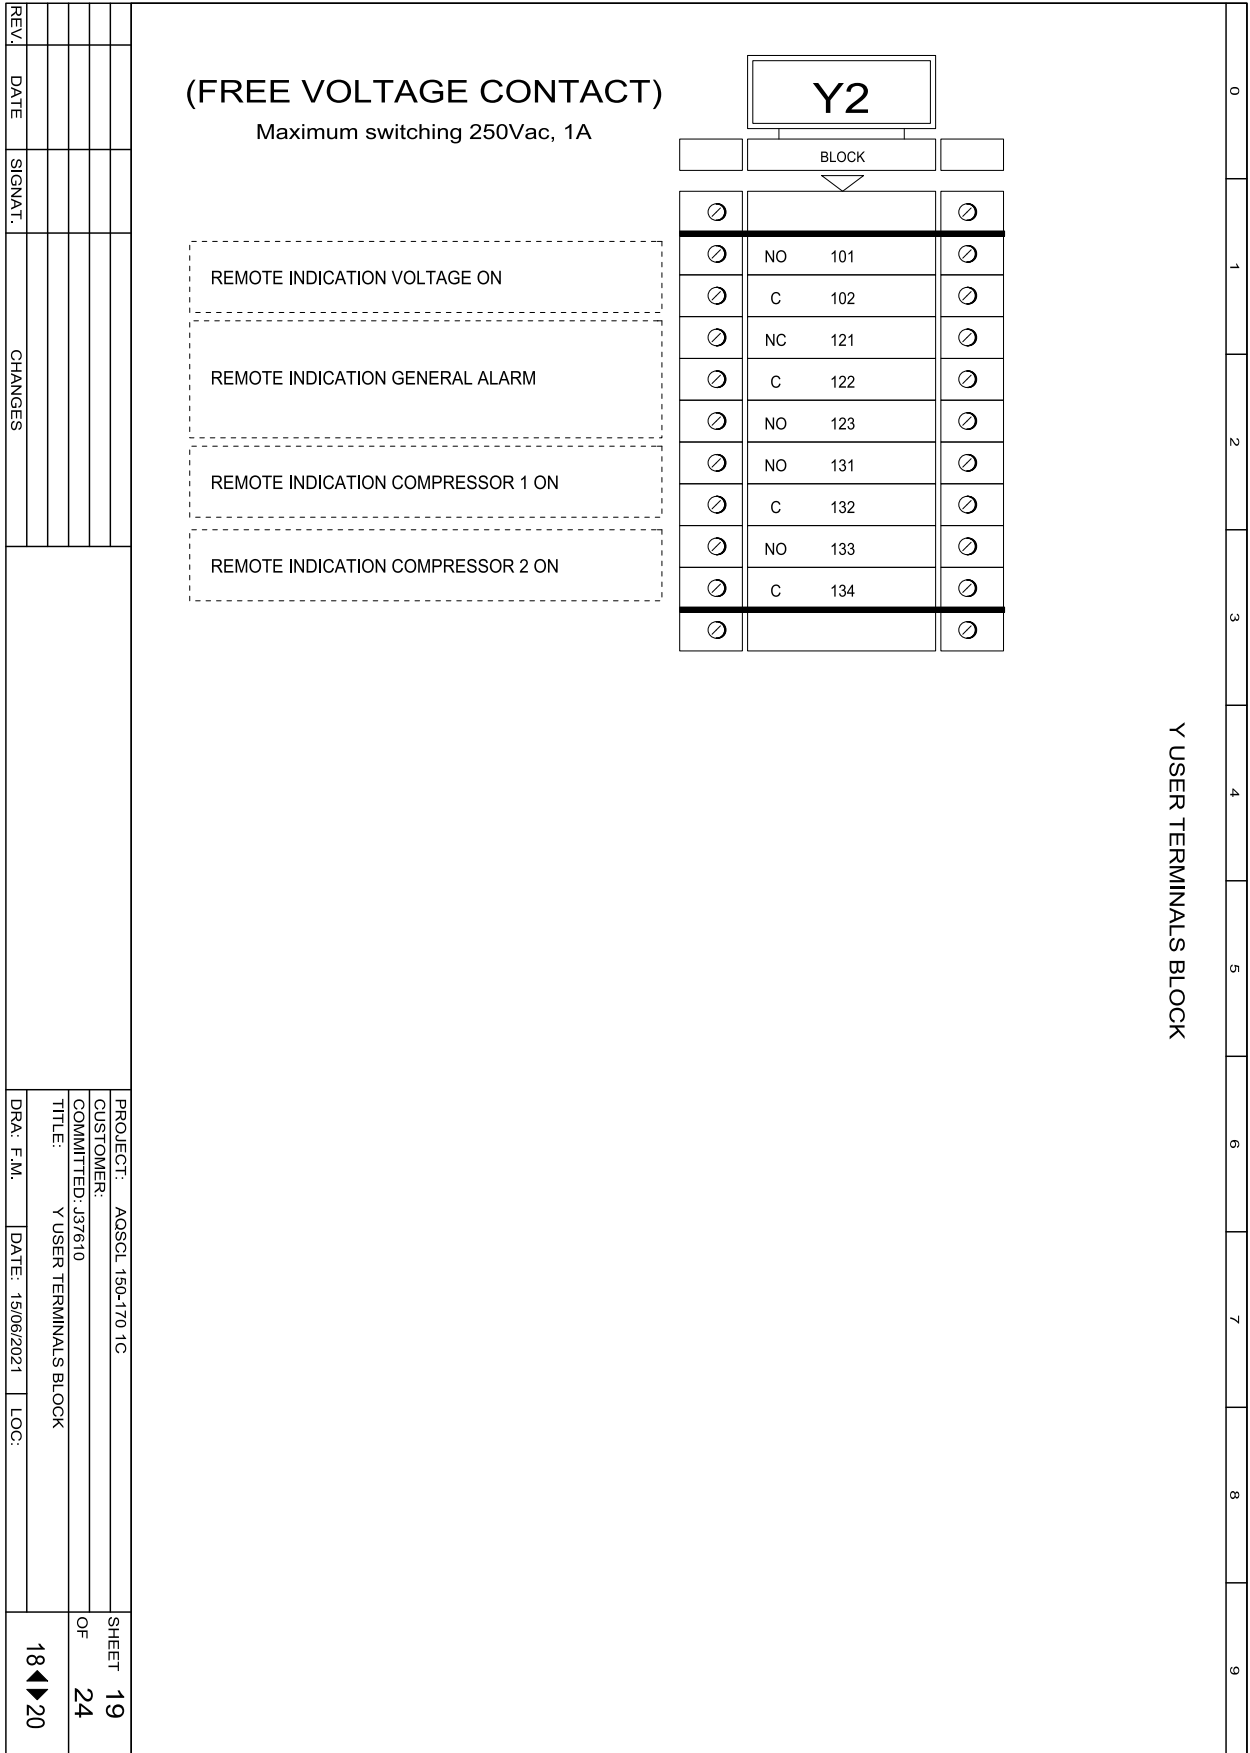 (FREE VOLTAGE CONTACT)
Maximum switching 250Vac, 1A
Y2
BLOCK
REMOTE INDICATION VOLTAGE ON
NO 101
C 102
REMOTE INDICATION GENERAL ALARM
NC 121
C 122
NO 123
REMOTE INDICATION COMPRESSOR 1 ON
NO 131
C 132
REMOTE INDICATION COMPRESSOR 2 ON
NO 133
C 134
Y USER TERMINALS BLOCK
0
1
2
3
4
5
6
7
8
9
REV. DATE SIGNAT. CHANGES
PROJECT: AQSCL 150-170 1C
CUSTOMER:
COMMITTED: J37610
TITLE: Y USER TERMINALS BLOCK
DRA: F.M. DATE: 15/06/2021 LOC:
SHEET 19
OF 24
18 20